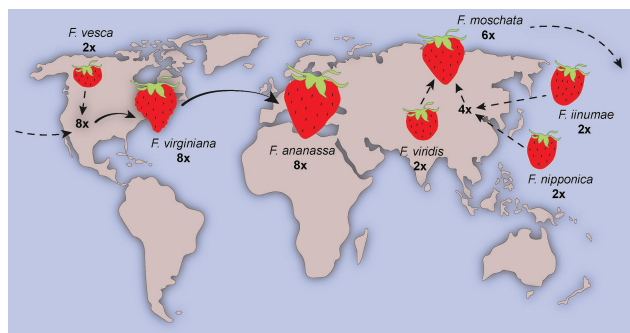 F. vesca
2x
8x
F. virginiana
8x
F. ananassa
8x
F. moschata
6x
F. viridis
2x
4x
F. iinumae
2x
F. nipponica
2x